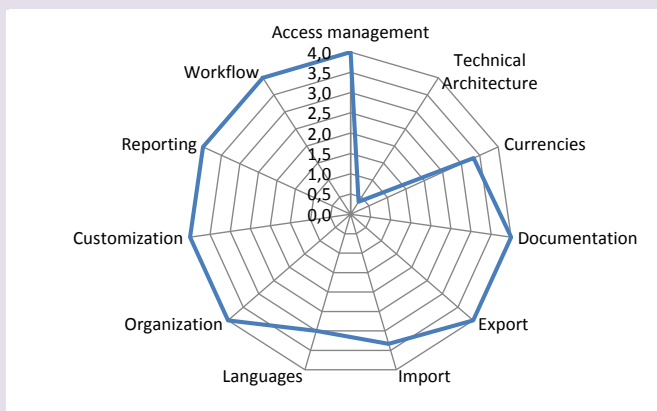 Access management
Technical
Architecture
Currencies
Documentation
Export
Import
Languages
Organization
Customization
Reporting
Workflow
4,0
3,5
3,0
2,5
2,0
1,5
1,0
0,5
0,0